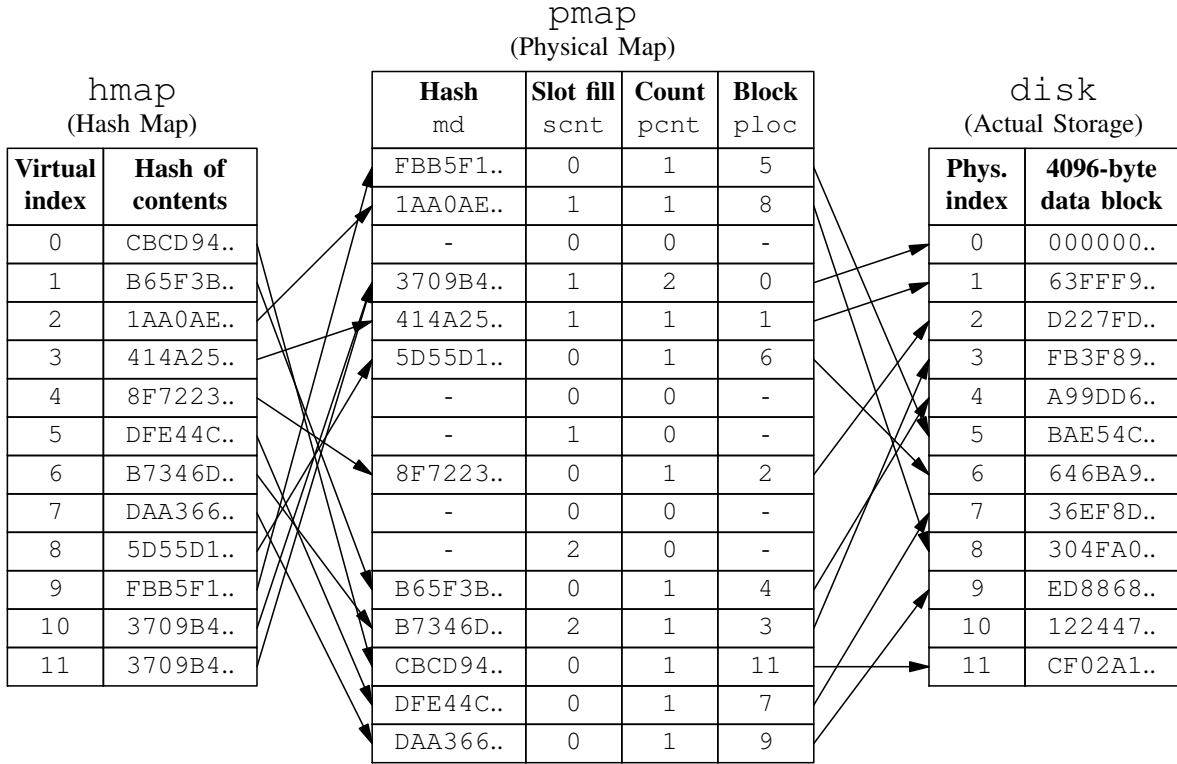 pmap
(Physical Map)
hmap
(Hash Map)
disk
(Actual Storage)
Virtual index Hash of contents
0 CBCD94..
1 B65F3B..
2 1AA0AE..
3 414A25..
4 8F7223..
5 DFE44C..
6 B7346D..
7 DAA366..
8 5D55D1..
9 FBB5F1..
10 3709B4..
11 3709B4..
Hash Slot fill Count Block
md scnt pcnt ploc
FBB5F1.. 0 1 5
1AA0AE.. 1 1 8
- 0 0 -
3709B4.. 1 2 0
414A25.. 1 1 1
5D55D1.. 0 1 6
- 0 0 -
- 1 0 -
8F7223.. 0 1 2
- 0 0 -
- 2 0 -
B65F3B.. 0 1 4
B7346D.. 2 1 3
CBCD94.. 0 1 11
DFE44C.. 0 1 7
DAA366.. 0 1 9
Phys. index 4096-byte data block
0 000000..
1 63FFF9..
2 D227FD..
3 FB3F89..
4 A99DD6..
5 BAE54C..
6 646BA9..
7 36EF8D..
8 304FA0..
9 ED8868..
10 122447..
11 CF02A1..